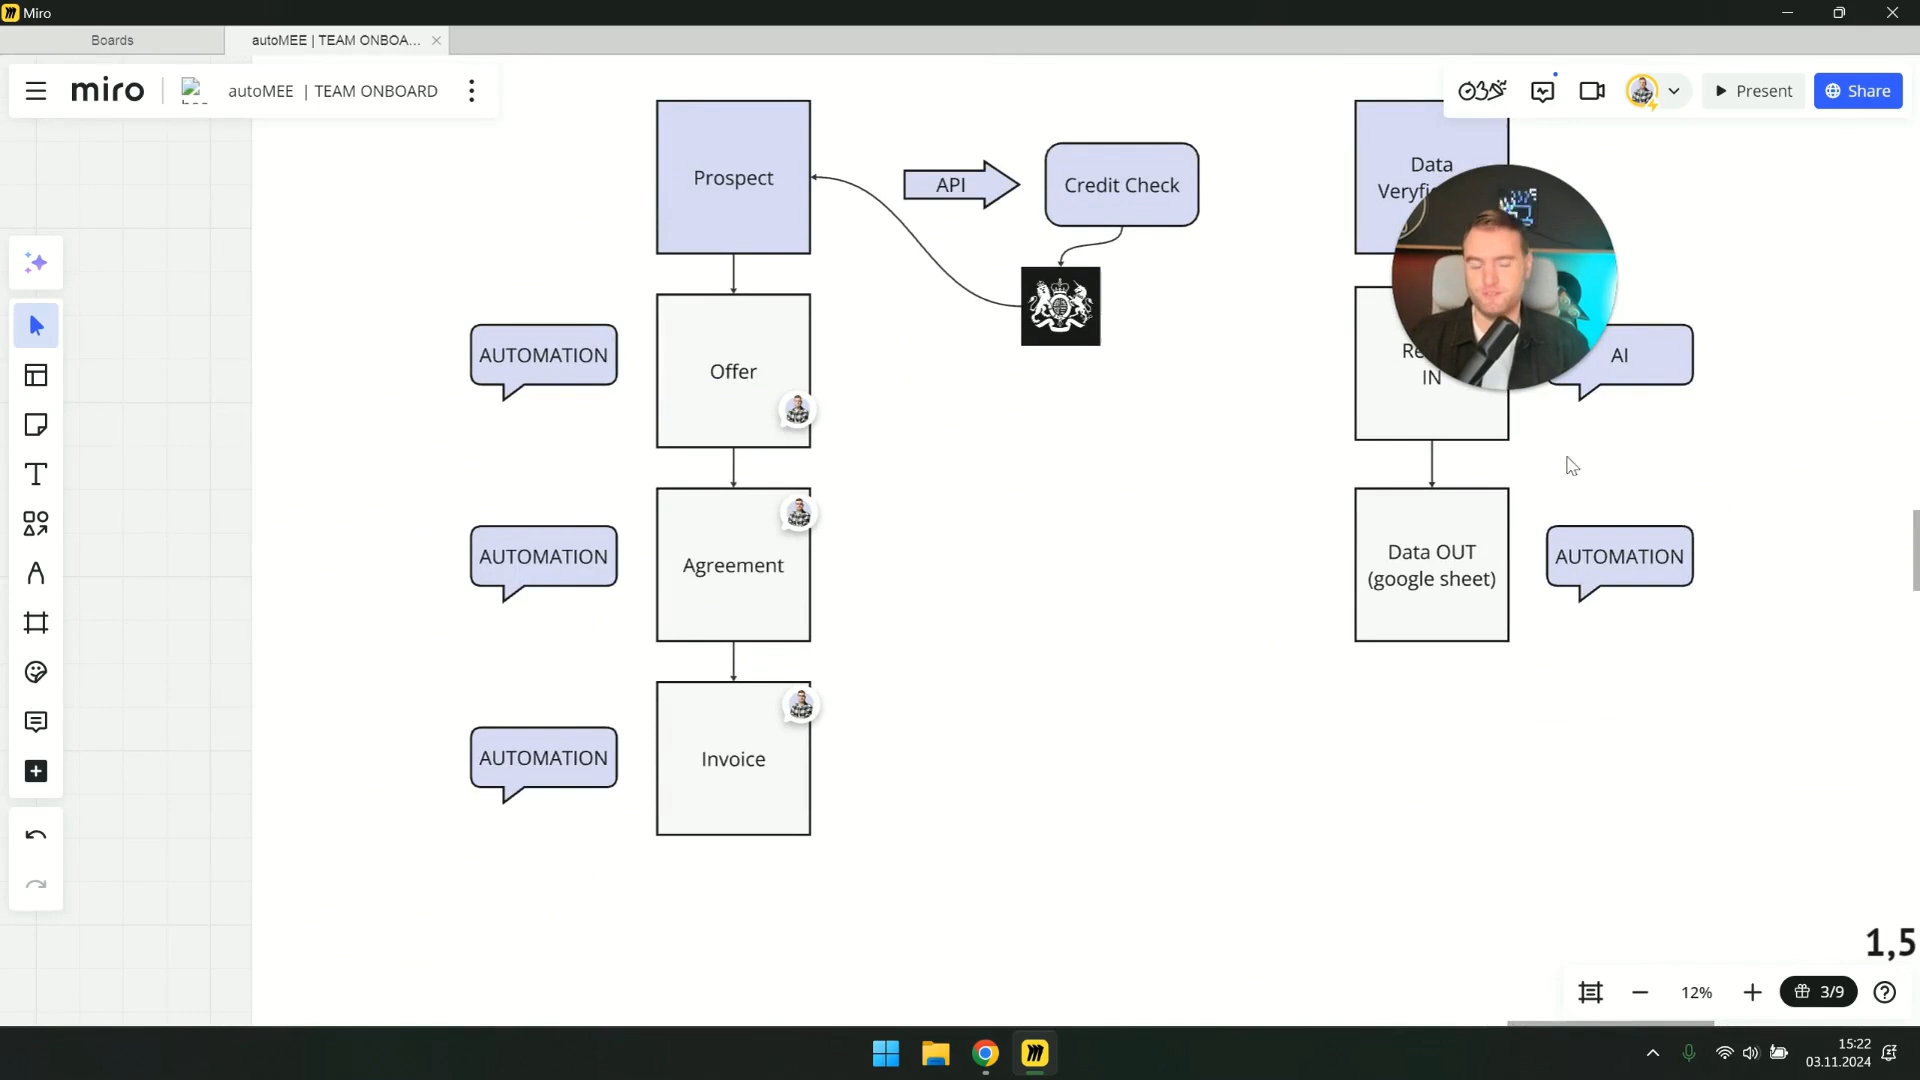 Miro
Boards
autoMEE | TEAM ONBOA...
miro
autoMEE | TEAM ONBOARD
Present
Share
Prospect
API
Credit Check
Data
AUTOMATION
Offer
IN
AI
AUTOMATION
Agreement
Data OUT
(google sheet)
AUTOMATION
AUTOMATION
Invoice
1,5
12%
3/9
15:22
03.11.2024